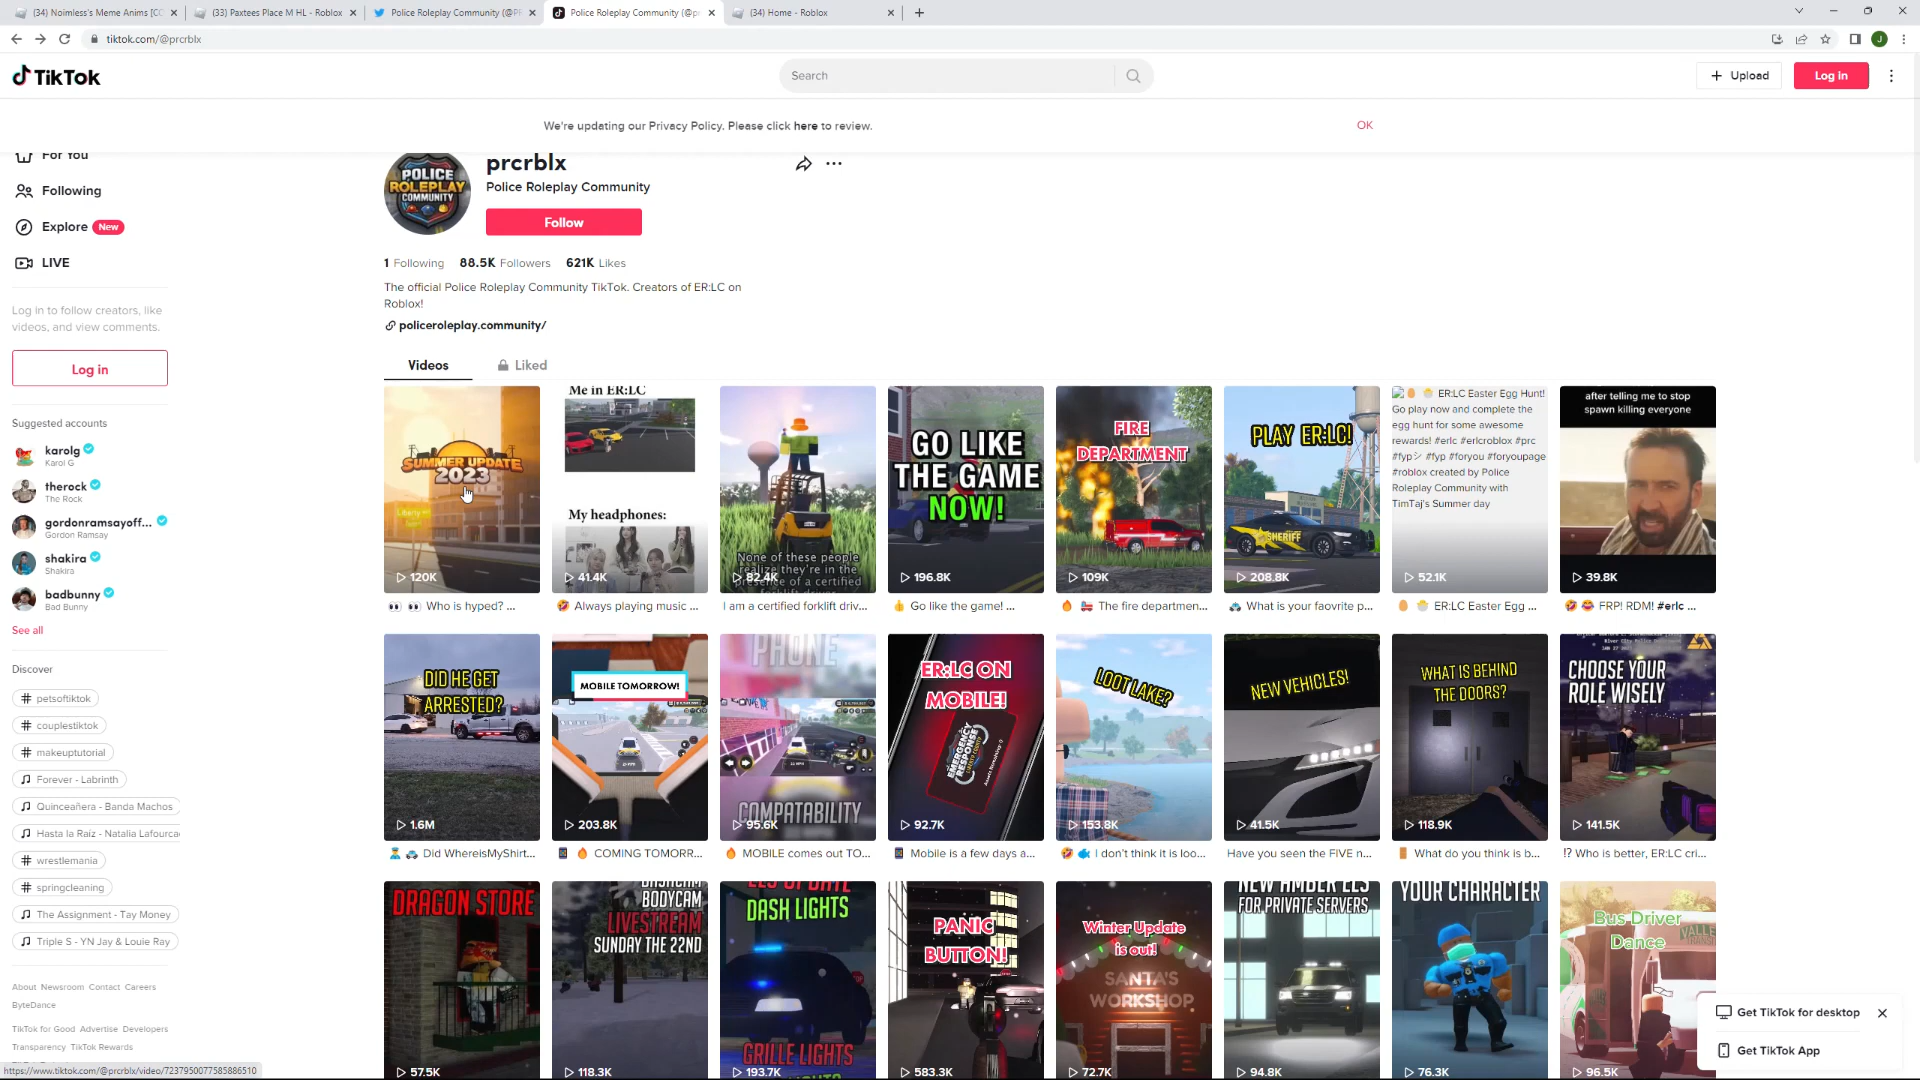 (34) Noimless's Meme Anims [CC
(33) Paxtees Place M HL - Roblox
Police Roleplay Community (@PR
Police Roleplay Community (@pr
(34) Home - Roblox
tiktok.com/@prcrblx
J
TikTok
Search
Upload
Log in
We're updating our Privacy Policy. Please click here to review.
OK
For You
Following
Explore New
LIVE
Log in to follow creators, like
videos, and view comments.
Log in
Suggested accounts
karolg
Karol G
therock
The Rock
gordonramsayoff...
Gordon Ramsay
shakira
Shakira
badbunny
Bad Bunny
See all
Discover
# petsoftiktok
# couplestiktok
# makeuptutorial
Forever - Labrinth
Quinceañera - Banda Machos
Hasta la Raíz - Natalia Lafourca
# wrestlemania
# springcleaning
The Assignment - Tay Money
Triple S - YN Jay & Louie Ray
About Newsroom Contact Careers
ByteDance
TikTok for Good Advertise Developers
Transparency TikTok Rewards
https://www.tiktok.com/@prcrblx/video/7237950077585886510
POLICE
ROLEPLAY
COMMUNITY
prcrblx
Police Roleplay Community
Follow
1 Following 88.5K Followers 621K Likes
The official Police Roleplay Community TikTok. Creators of ER:LC on
Roblox!
policeroleplay.community/
Videos
Liked
SUMMER UPDATE
2023
120K
👀 👀 Who is hyped? ...
Me in ER:LC
My headphones:
41.4K
🤣 Always playing music ...
None of these people
realize they're in the
presence of a certified
forklift driver
82.4K
I am a certified forklift driv...
GO LIKE
THE GAME
NOW!
196.8K
👍 Go like the game! ...
FIRE
DEPARTMENT
109K
🔥 🚒 The fire departmen...
PLAY ER:LC!
SHERIFF
208.8K
🚓 What is your faovrite p...
🥚 🐣 ER:LC Easter Egg Hunt!
Go play now and complete the
egg hunt for some awesome
rewards! #erlc #erlcroblox #prc
#fypシ #fyp #foryou #foryoupage
#roblox created by Police
Roleplay Community with
TimTaj's Summer day
52.1K
🥚 🐣 ER:LC Easter Egg ...
after telling me to stop
spawn killing everyone
39.8K
🤣 😂 FRP! RDM! #erlc ...
DID HE GET
ARRESTED?
1.6M
Did WhereisMyShirt...
MOBILE TOMORROW!
203.8K
📱 🔥 COMING TOMORR...
PHONE
COMPATABILITY
95.6K
🔥 MOBILE comes out TO...
ER:LC ON
MOBILE!
EMERGENCY
RESPONSE
92.7K
📱 Mobile is a few days a...
LOOT LAKE?
153.8K
🤣 🐟 I don't think it is loo...
NEW VEHICLES!
41.5K
Have you seen the FIVE n...
WHAT IS BEHIND
THE DOORS?
118.9K
🚪 What do you think is b...
CHOOSE YOUR
ROLE WISELY
141.5K
⁉ Who is better, ER:LC cri...
DRAGON STORE
57.5K
DASHCAM
BODYCAM
LIVESTREAM
SUNDAY THE 22ND
118.3K
ELS UPDATE
DASH LIGHTS
GRILLE LIGHTS
193.7K
PANIC
BUTTON!
583.3K
Winter Update
is out!
SANTA'S
WORKSHOP
72.7K
NEW AMBER ELS
FOR PRIVATE SERVERS
94.8K
YOUR CHARACTER
76.3K
Bus Driver
Dance
VALLE
96.5K
Get TikTok for desktop
Get TikTok App